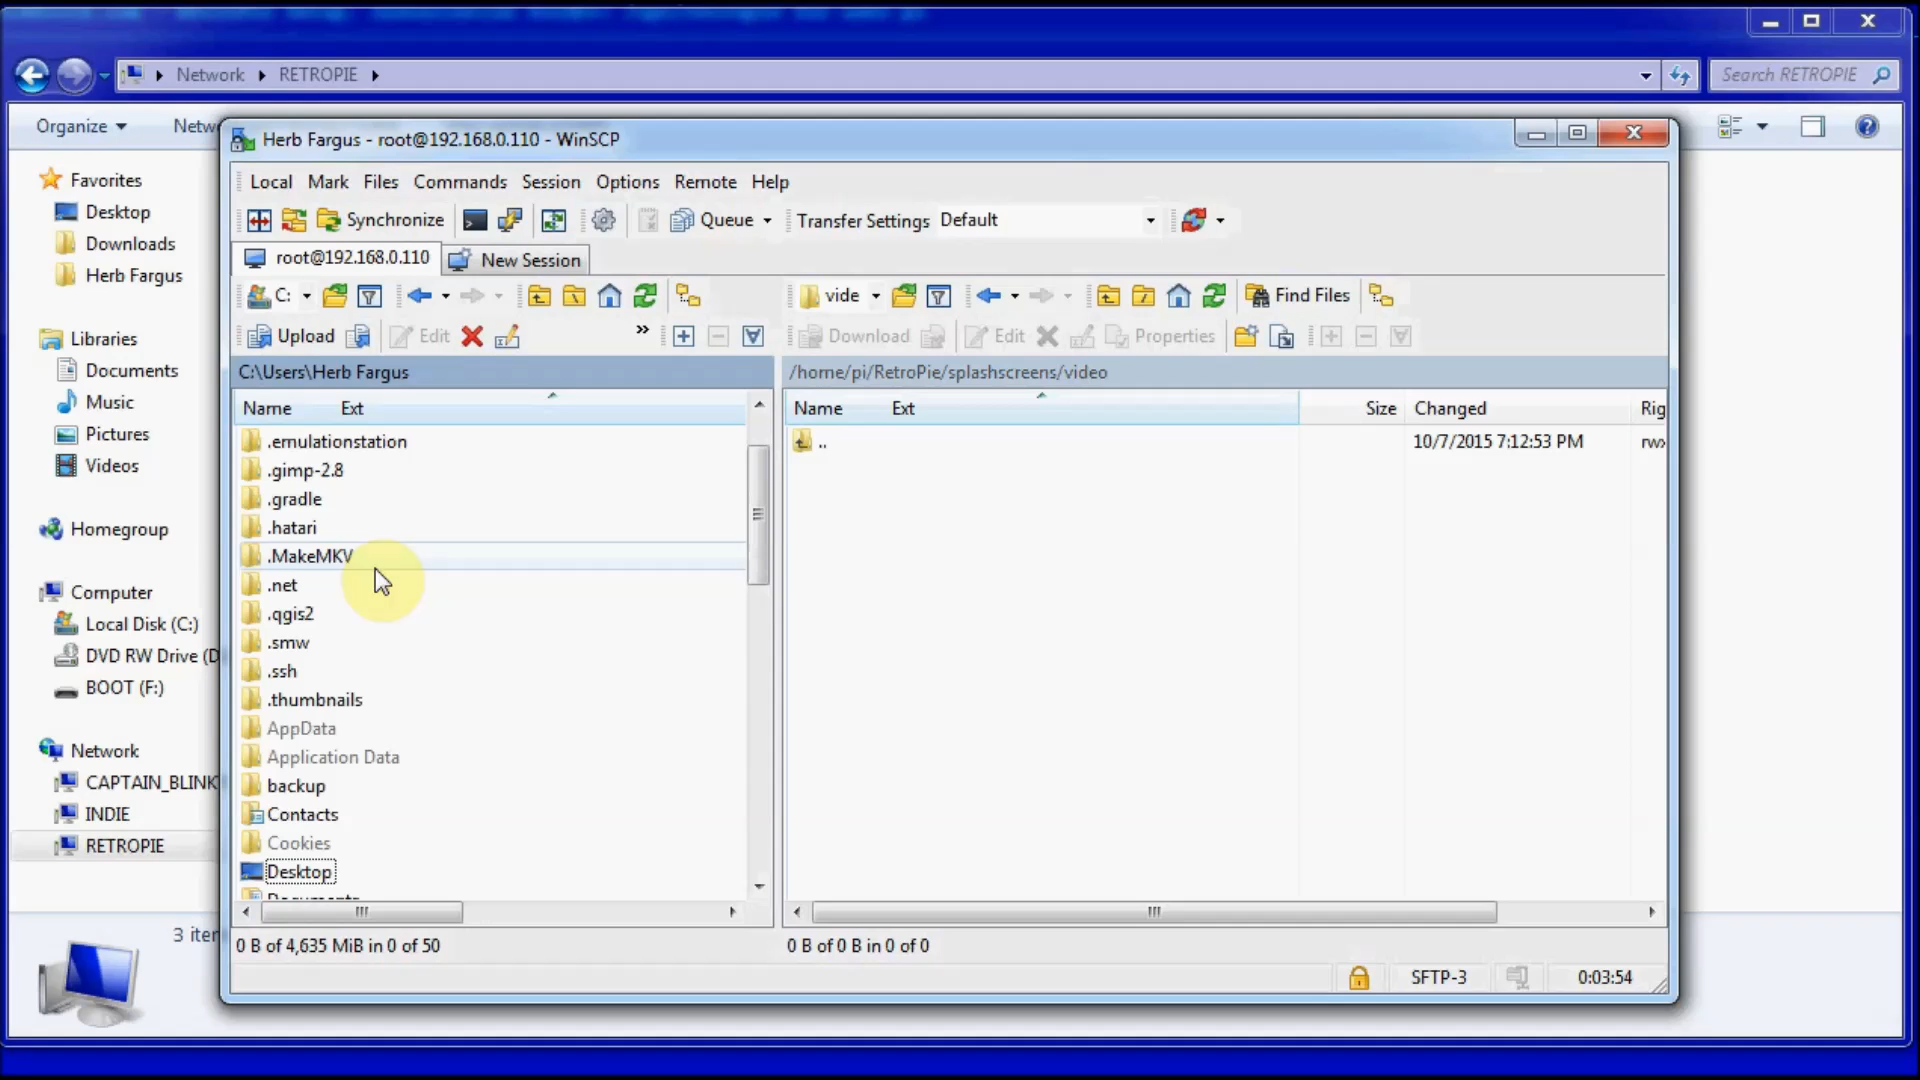 Network
RETROPIE
Search RETROPIE
Organize
Herb Fargus - root@192.168.0.110 - WinSCP
Local Mark Files Commands Session Options Remote Help
Synchronize Queue Transfer Settings Default
root@192.168.0.110 New Session
C: vide Find Files
Upload Edit Download Edit Properties
C:\Users\Herb Fargus
/home/pi/RetroPie/splashscreens/video
Name Ext
Name Ext Size Changed Rig
.emulationstation
.gimp-2.8
.gradle
.hatari
.MakeMKV
.net
.qgis2
.smw
.ssh
.thumbnails
AppData
Application Data
backup
Contacts
Cookies
Desktop
.. 10/7/2015 7:12:53 PM rwx
0 B of 4,635 MiB in 0 of 50
0 B of 0 B in 0 of 0
SFTP-3 0:03:54
Favorites
Desktop
Downloads
Herb Fargus
Libraries
Documents
Music
Pictures
Videos
Homegroup
Computer
Local Disk (C:)
DVD RW Drive (D
BOOT (F:)
Network
CAPTAIN_BLINK
INDIE
RETROPIE
3 iter